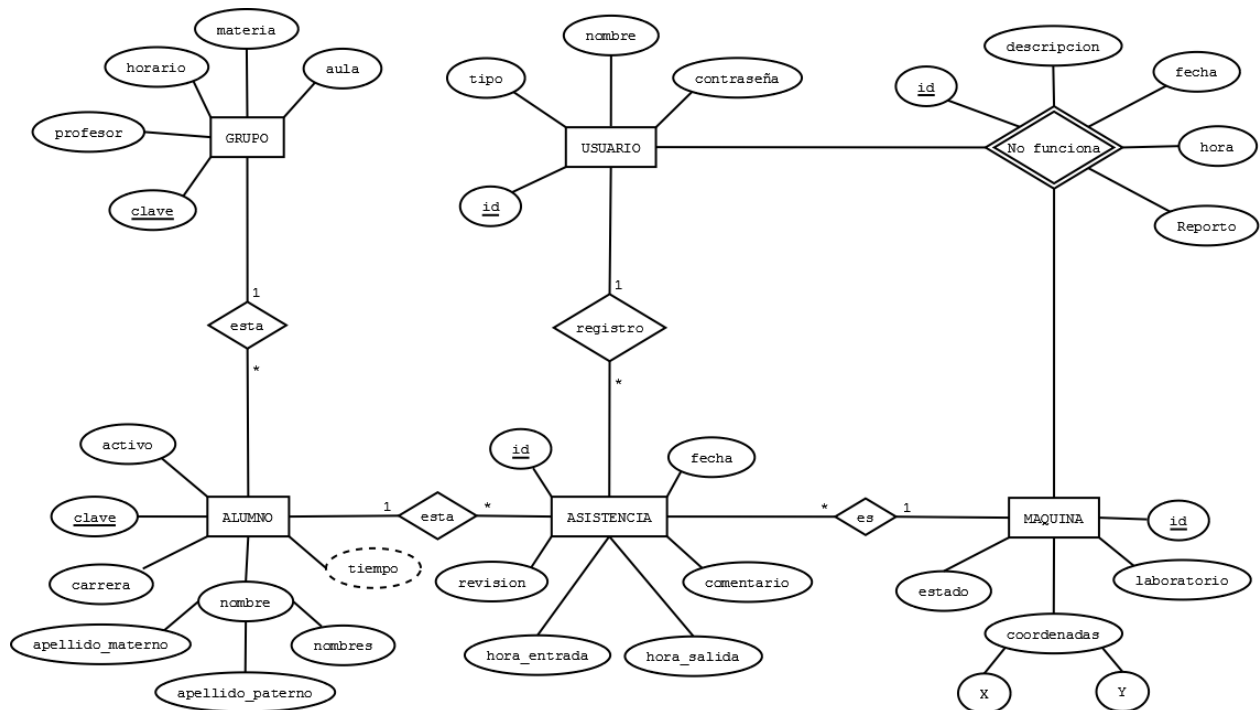 materia
nombre
descripcion
horario
aula
tipo
contraseña
id
fecha
profesor
GRUPO
USUARIO
No funciona
hora
clave
id
Reporto
1
1
esta
registro
*
*
activo
id
fecha
clave
ALUMNO
1
esta
*
ASISTENCIA
*
es
1
MAQUINA
id
carrera
tiempo
revision
comentario
estado
laboratorio
nombre
apellido_materno
nombres
hora_entrada
hora_salida
coordenadas
apellido_paterno
X
Y